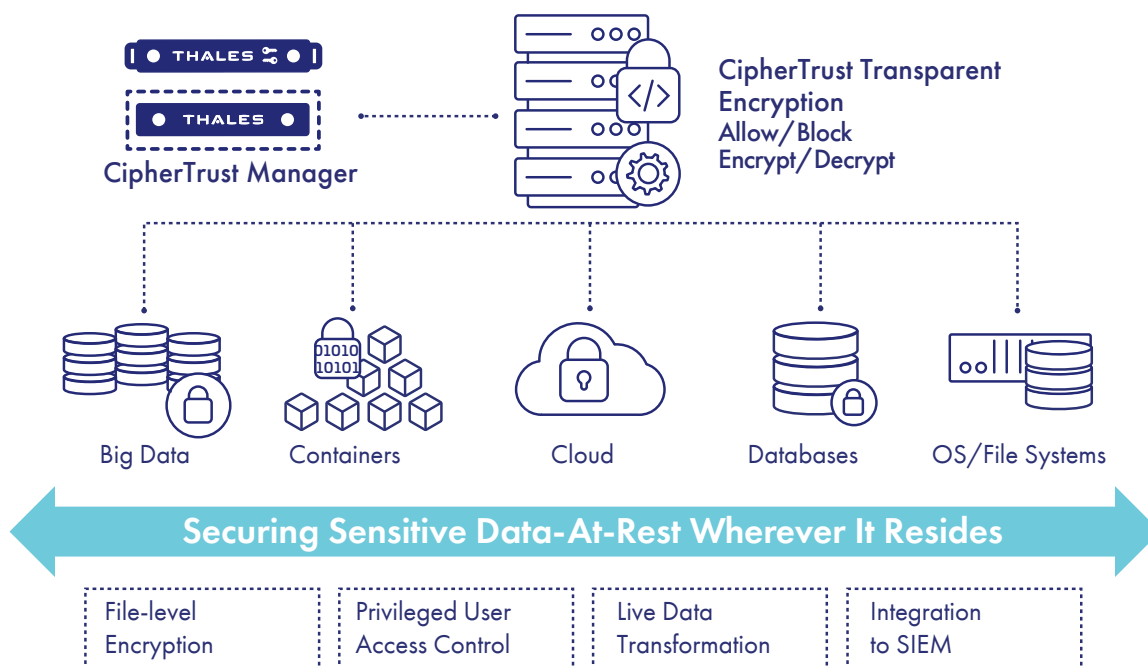 THALES
THALES
CipherTrust Manager
</>
CipherTrust Transparent
Encryption
Allow/Block
Encrypt/Decrypt
01010
10101
Big Data
Containers
Cloud
Databases
OS/File Systems
Securing Sensitive Data-At-Rest Wherever It Resides
File-level
Encryption
Privileged User
Access Control
Live Data
Transformation
Integration
to SIEM